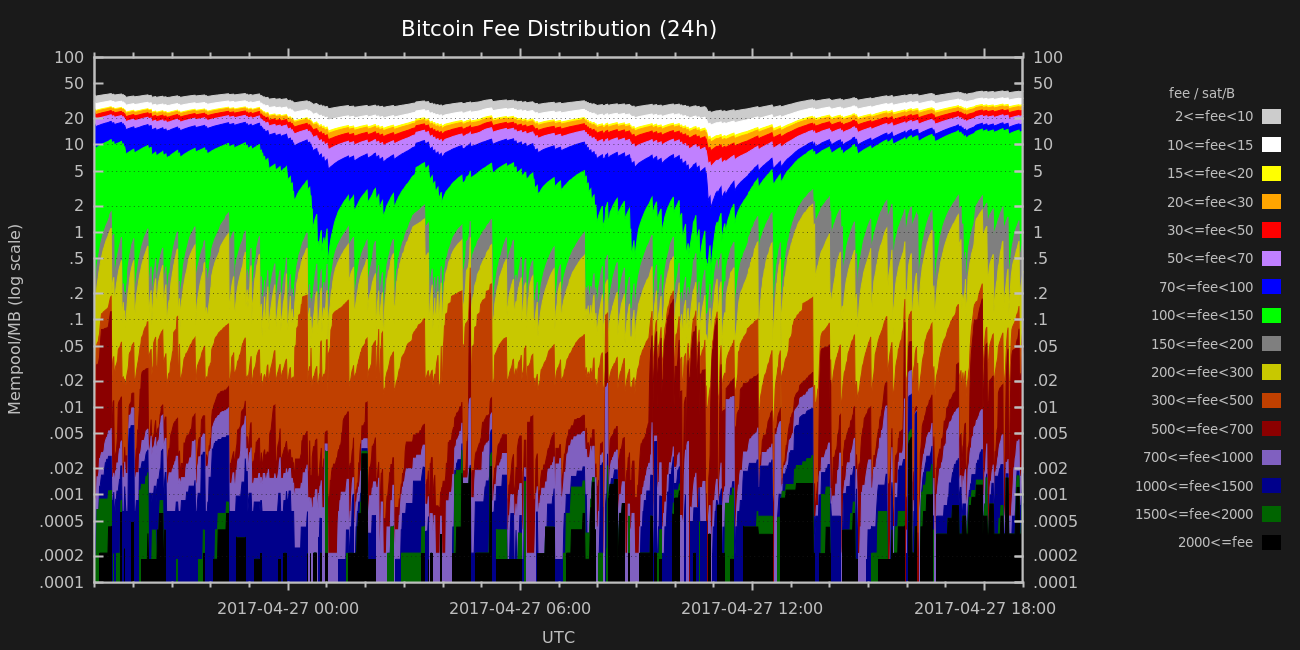 Bitcoin Fee Distribution (24h)
Mempool/MB (log scale)
100
50
20
10
5
2
1
.5
.2
.1
.05
.02
.01
.005
.002
.001
.0005
.0002
.0001
100
50
20
10
5
2
1
.5
.2
.1
.05
.02
.01
.005
.002
.001
.0005
.0002
.0001
2017-04-27 00:00 2017-04-27 06:00 2017-04-27 12:00 2017-04-27 18:00
UTC
fee / sat/B
2<=fee<10
10<=fee<15
15<=fee<20
20<=fee<30
30<=fee<50
50<=fee<70
70<=fee<100
100<=fee<150
150<=fee<200
200<=fee<300
300<=fee<500
500<=fee<700
700<=fee<1000
1000<=fee<1500
1500<=fee<2000
2000<=fee